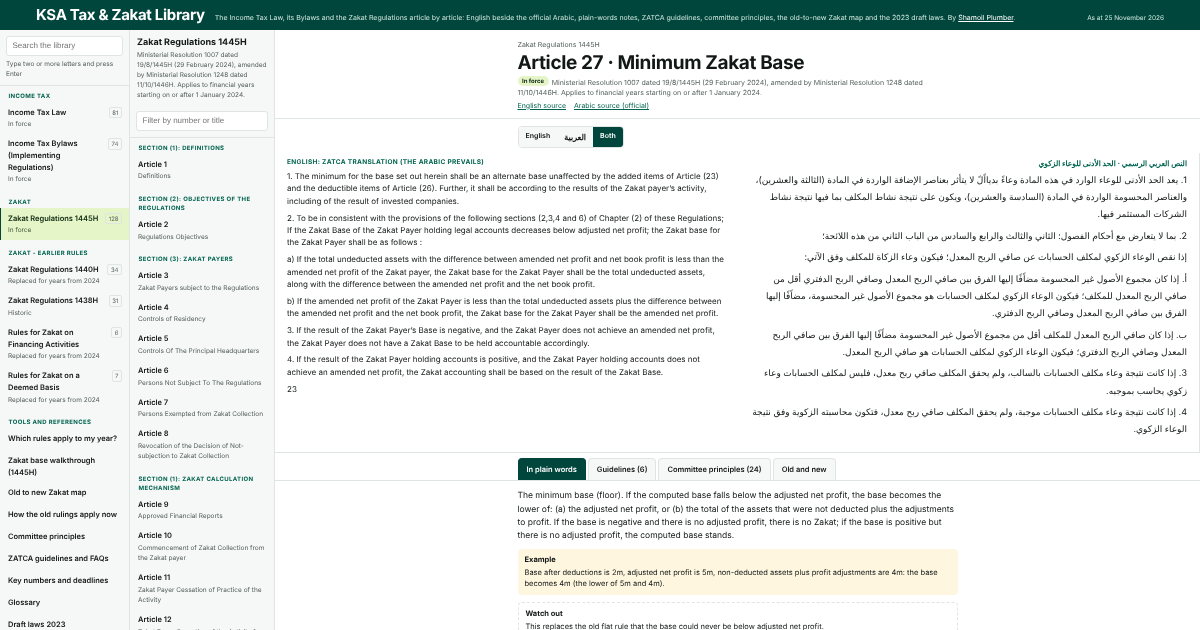 KSA Tax & Zakat Library
The Income Tax Law, its Bylaws and the Zakat Regulations article by article: English beside the official Arabic, plain-words notes, ZATCA guidelines, committee principles, the old-to-new Zakat map and the 2023 draft laws. By Shamoil Plumber.
As at 25 November 2026
Search the library
Type two or more letters and press
Enter
INCOME TAX
Income Tax Law
81
In force
Income Tax Bylaws
(Implementing
Regulations)
74
In force
ZAKAT
Zakat Regulations 1445H
128
In force
ZAKAT - EARLIER RULES
Zakat Regulations 1440H
34
Replaced for years from 2024
Zakat Regulations 1438H
31
Historic
Rules for Zakat on
Financing Activities
6
Replaced for years from 2024
Rules for Zakat on a
Deemed Basis
7
Replaced for years from 2024
TOOLS AND REFERENCES
Which rules apply to my year?
Zakat base walkthrough
(1445H)
Old to new Zakat map
How the old rulings apply now
Committee principles
ZATCA guidelines and FAQs
Key numbers and deadlines
Glossary
Draft laws 2023
Zakat Regulations 1445H
Ministerial Resolution 1007 dated
19/8/1445H (29 February 2024), amended
by Ministerial Resolution 1248 dated
11/10/1446H. Applies to financial years
starting on or after 1 January 2024.
Filter by number or title
SECTION (1): DEFINITIONS
Article 1
Definitions
SECTION (2): OBJECTIVES OF THE
REGULATIONS
Article 2
Regulations Objectives
SECTION (3): ZAKAT PAYERS
Article 3
Zakat Payers subject to the Regulations
Article 4
Controls of Residency
Article 5
Controls Of The Principal Headquarters
Article 6
Persons Not Subject To The Regulations
Article 7
Persons Exempted from Zakat Collection
Article 8
Revocation of the Decision of Not-
subjection to Zakat Collection
SECTION (1): ZAKAT CALCULATION
MECHANISM
Article 9
Approved Financial Reports
Article 10
Commencement of Zakat Collection from
the Zakat payer
Article 11
Zakat Payer Cessation of Practice of the
Activity
Article 12
Zakat Regulations 1445H
Article 27 · Minimum Zakat Base
In force Ministerial Resolution 1007 dated 19/8/1445H (29 February 2024), amended by Ministerial Resolution 1248 dated
11/10/1446H. Applies to financial years starting on or after 1 January 2024.
English source Arabic source (official)
English العربية Both
ENGLISH: ZATCA TRANSLATION (THE ARABIC PREVAILS)
1. The minimum for the base set out herein shall be an alternate base unaffected by the added items of Article (23)
and the deductible items of Article (26). Further, it shall be according to the results of the Zakat payer's activity,
including of the result of invested companies.
2. To be in consistent with the provisions of the following sections (2,3,4 and 6) of Chapter (2) of these Regulations;
If the Zakat Base of the Zakat Payer holding legal accounts decreases below adjusted net profit; the Zakat base for
the Zakat Payer shall be as follows :
a) If the total undeducted assets with the difference between amended net profit and net book profit is less than the
amended net profit of the Zakat payer, the Zakat base for the Zakat Payer shall be the total undeducted assets,
along with the difference between the amended net profit and the net book profit.
b) If the amended net profit of the Zakat Payer is less than the total undeducted assets plus the difference between
the amended net profit and the net book profit, the Zakat base for the Zakat Payer shall be the amended net profit.
3. If the result of the Zakat Payer's Base is negative, and the Zakat Payer does not achieve an amended net profit,
the Zakat Payer does not have a Zakat Base to be held accountable accordingly.
4. If the result of the Zakat Payer holding accounts is positive, and the Zakat Payer holding accounts does not
achieve an amended net profit, the Zakat accounting shall be based on the result of the Zakat Base.
23
النص العربي الرسمي · الحد الأدنى للوعاء الزكوي
1. يعد الحد الأدنى للوعاء الوارد في هذه المادة وعاءً بديلاً لا يتأثر بعناصر الإضافة الواردة في المادة (الثالثة والعشرين)،
والعناصر المحسومة الواردة في المادة (السادسة والعشرين)، ويكون على نتيجة نشاط المكلف بما فيها نتيجة نشاط
الشركات المستثمر فيها.
2. بما لا يتعارض مع أحكام الفصول: الثاني والثالث والرابع والسادس من الباب الثاني من هذه اللائحة؛
إذا نقص الوعاء الزكوي لمكلف الحسابات عن صافي الربح المعدل؛ فيكون وعاء الزكاة للمكلف وفق الآتي:
أ. إذا كان مجموع الأصول غير المحسومة مضافًا إليها الفرق بين صافي الربح المعدل وصافي الربح الدفتري أقل من
صافي الربح المعدل للمكلف؛ فيكون الوعاء الزكوي لمكلف الحسابات هو مجموع الأصول غير المحسومة، مضافًا إليها
الفرق بين صافي الربح المعدل وصافي الربح الدفتري.
ب. إذا كان صافي الربح المعدل للمكلف أقل من مجموع الأصول غير المحسومة مضافًا إليها الفرق بين صافي الربح
المعدل وصافي الربح الدفتري؛ فيكون الوعاء الزكوي لمكلف الحسابات هو صافي الربح المعدل.
3. إذا كانت نتيجة وعاء مكلف الحسابات بالسالب، ولم يحقق المكلف صافي ربح معدل، فليس لمكلف الحسابات وعاء
زكوي يحاسب بموجبه.
4. إذا كانت نتيجة وعاء مكلف الحسابات موجبة، ولم يحقق المكلف صافي ربح معدل، فتكون محاسبته الزكوية وفق نتيجة
الوعاء الزكوي.
In plain words Guidelines (6) Committee principles (24) Old and new
The minimum base (floor). If the computed base falls below the adjusted net profit, the base becomes the
lower of: (a) the adjusted net profit, or (b) the total of the assets that were not deducted plus the adjustments
to profit. If the base is negative and there is no adjusted profit, there is no Zakat; if the base is positive but
there is no adjusted profit, the computed base stands.
Example
Base after deductions is 2m, adjusted net profit is 5m, non-deducted assets plus profit adjustments are 4m: the base
becomes 4m (the lower of 5m and 4m).
Watch out
This replaces the old flat rule that the base could never be below adjusted net profit.